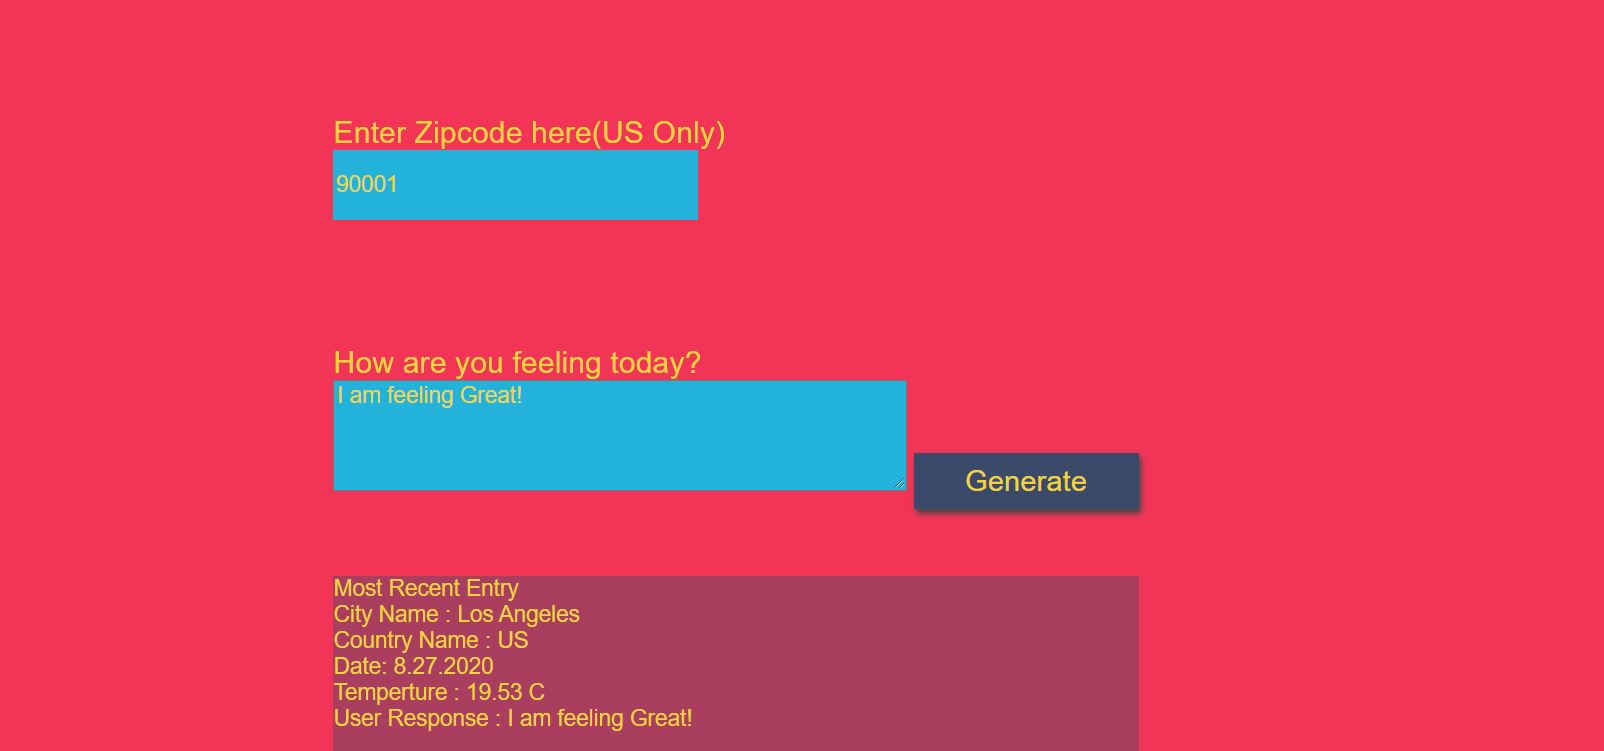 Enter Zipcode here(US Only)
90001
How are you feeling today?
I am feeling Great!
Generate
Most Recent Entry
City Name : Los Angeles
Country Name : US
Date: 8.27.2020
Temperture : 19.53 C
User Response : I am feeling Great!